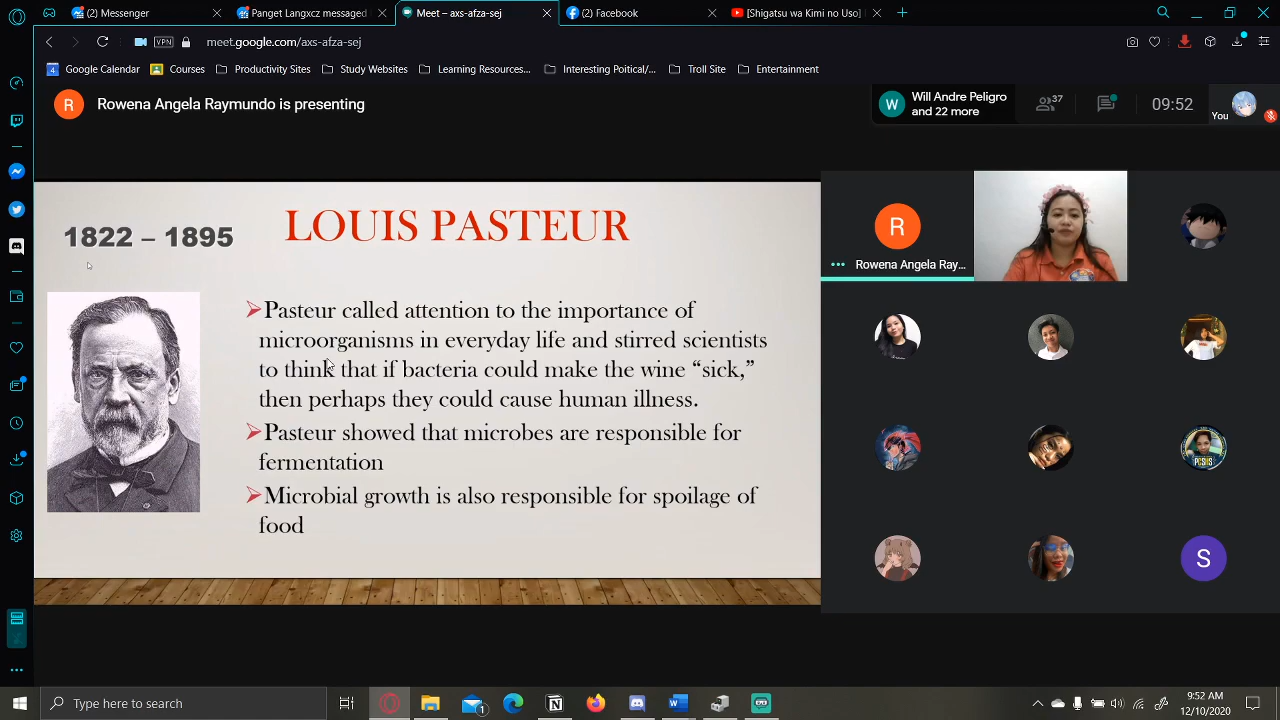 (2) Messenger
Panget Langxcz messaged
Meet – axs-afza-sej
(2) Facebook
[Shigatsu wa Kimi no Uso]
VPN
meet.google.com/axs-afza-sej
4 Google Calendar
Courses
Productivity Sites
Study Websites
Learning Resources...
Interesting Poitical/...
Troll Site
Entertainment
R
Rowena Angela Raymundo is presenting
W
Will Andre Peligro
and 22 more
37
09:52
You
1822 – 1895
LOUIS PASTEUR
Pasteur called attention to the importance of
microorganisms in everyday life and stirred scientists
to think that if bacteria could make the wine “sick,”
then perhaps they could cause human illness.
Pasteur showed that microbes are responsible for
fermentation
Microbial growth is also responsible for spoilage of
food
R
Rowena Angela Ray...
S
Type here to search
1
9:52 AM
12/10/2020